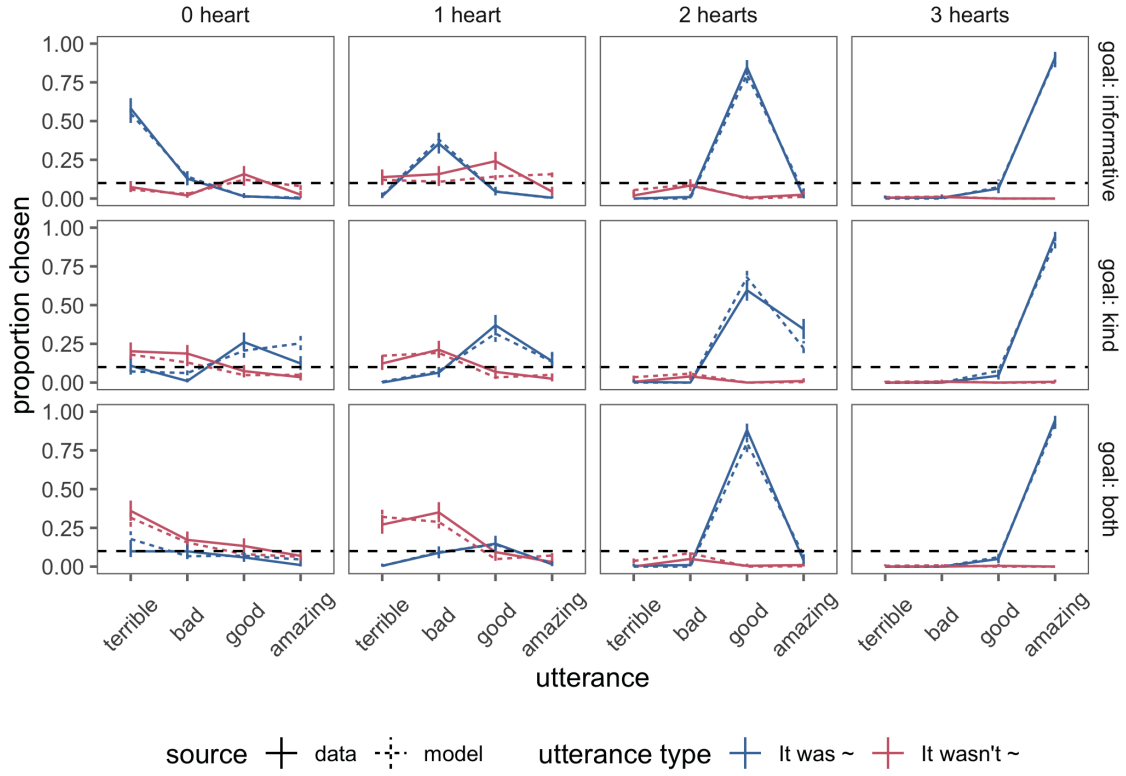 0 heart 1 heart 2 hearts 3 hearts
proportion chosen
1.00
0.75
0.50
0.25
0.00
goal: informative
1.00
0.75
0.50
0.25
0.00
goal: kind
1.00
0.75
0.50
0.25
0.00
goal: both
terrible bad good amazing terrible bad good amazing terrible bad good amazing terrible bad good amazing
utterance
source data model utterance type It was ~ It wasn't ~